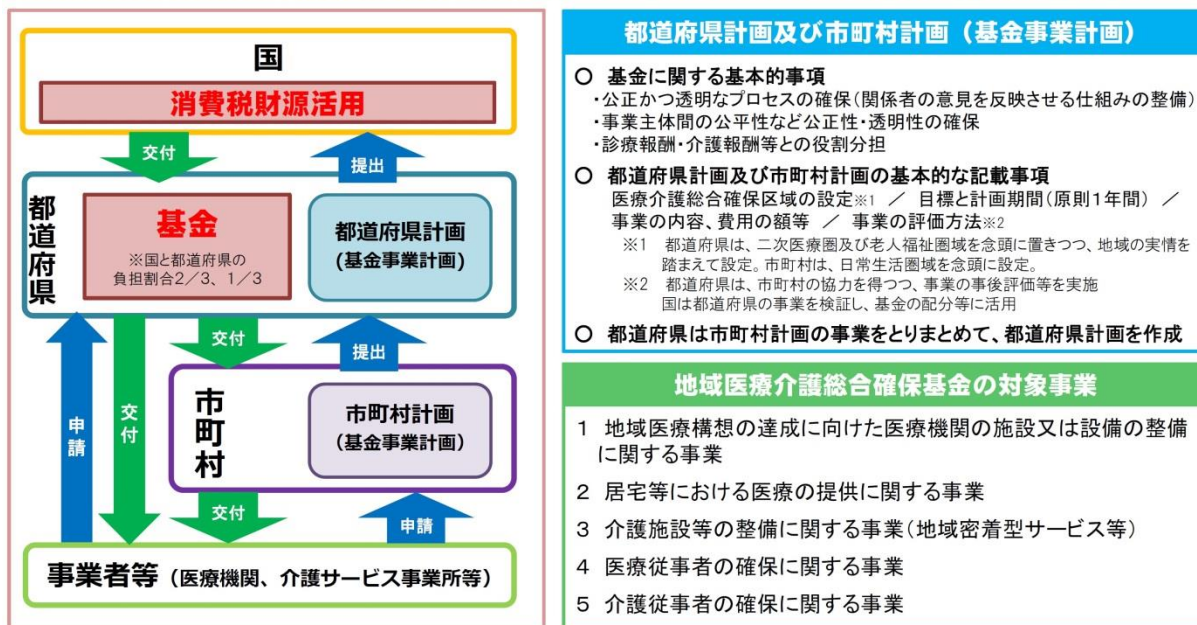 国
消費税財源活用
交付
提出
都道府県
基金
※国と都道府県の
負担割合2/3、1/3
都道府県計画
(基金事業計画)
申請
交付
交付
提出
市町村
市町村計画
(基金事業計画)
交付
申請
事業者等(医療機関、介護サービス事業所等)
都道府県計画及び市町村計画(基金事業計画)
○ 基金に関する基本的事項
・公正かつ透明なプロセスの確保(関係者の意見を反映させる仕組みの整備)
・事業主体間の公平性など公正性・透明性の確保
・診療報酬・介護報酬等との役割分担
○ 都道府県計画及び市町村計画の基本的な記載事項
医療介護総合確保区域の設定※1 / 目標と計画期間(原則1年間) /
事業の内容、費用の額等 / 事業の評価方法※2
※1 都道府県は、二次医療圏及び老人福祉圏域を念頭に置きつつ、地域の実情を
踏まえて設定。市町村は、日常生活圏域を念頭に設定。
※2 都道府県は、市町村の協力を得つつ、事業の事後評価等を実施
国は都道府県の事業を検証し、基金の配分等に活用
○ 都道府県は市町村計画の事業をとりまとめて、都道府県計画を作成
地域医療介護総合確保基金の対象事業
1 地域医療構想の達成に向けた医療機関の施設又は設備の整備
に関する事業
2 居宅等における医療の提供に関する事業
3 介護施設等の整備に関する事業(地域密着型サービス等)
4 医療従事者の確保に関する事業
5 介護従事者の確保に関する事業